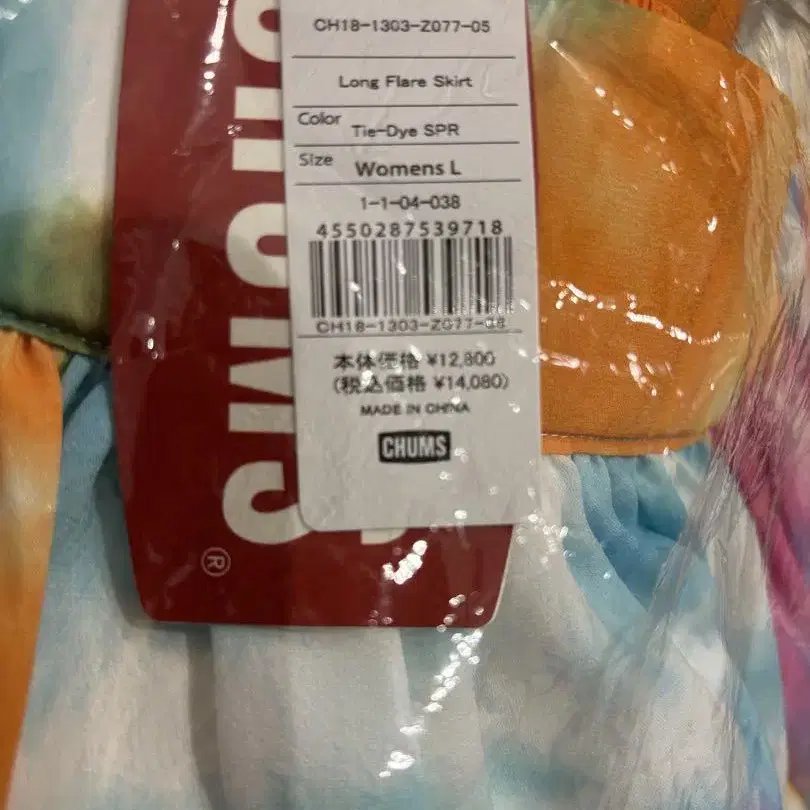 CH18-1303-Z077-05
Long Flare Skirt
Color Tie-Dye SPR
Size Womens L
1-1-04-038
4550287539718
CH18-1303-Z077-08
本体価格 ¥12,800
(税込価格 ¥14,080)
MADE IN CHINA
CHUMS
®